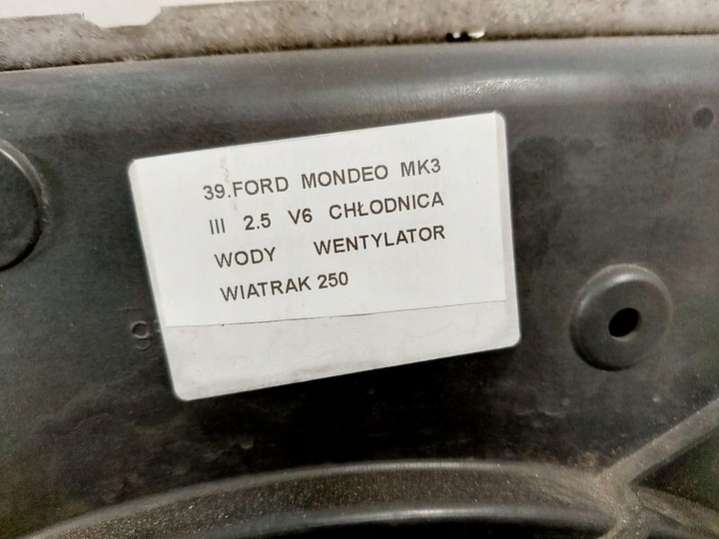 39.FORD MONDEO MK3
III 2.5 V6 CHŁODNICA
WODY WENTYLATOR
WIATRAK 250